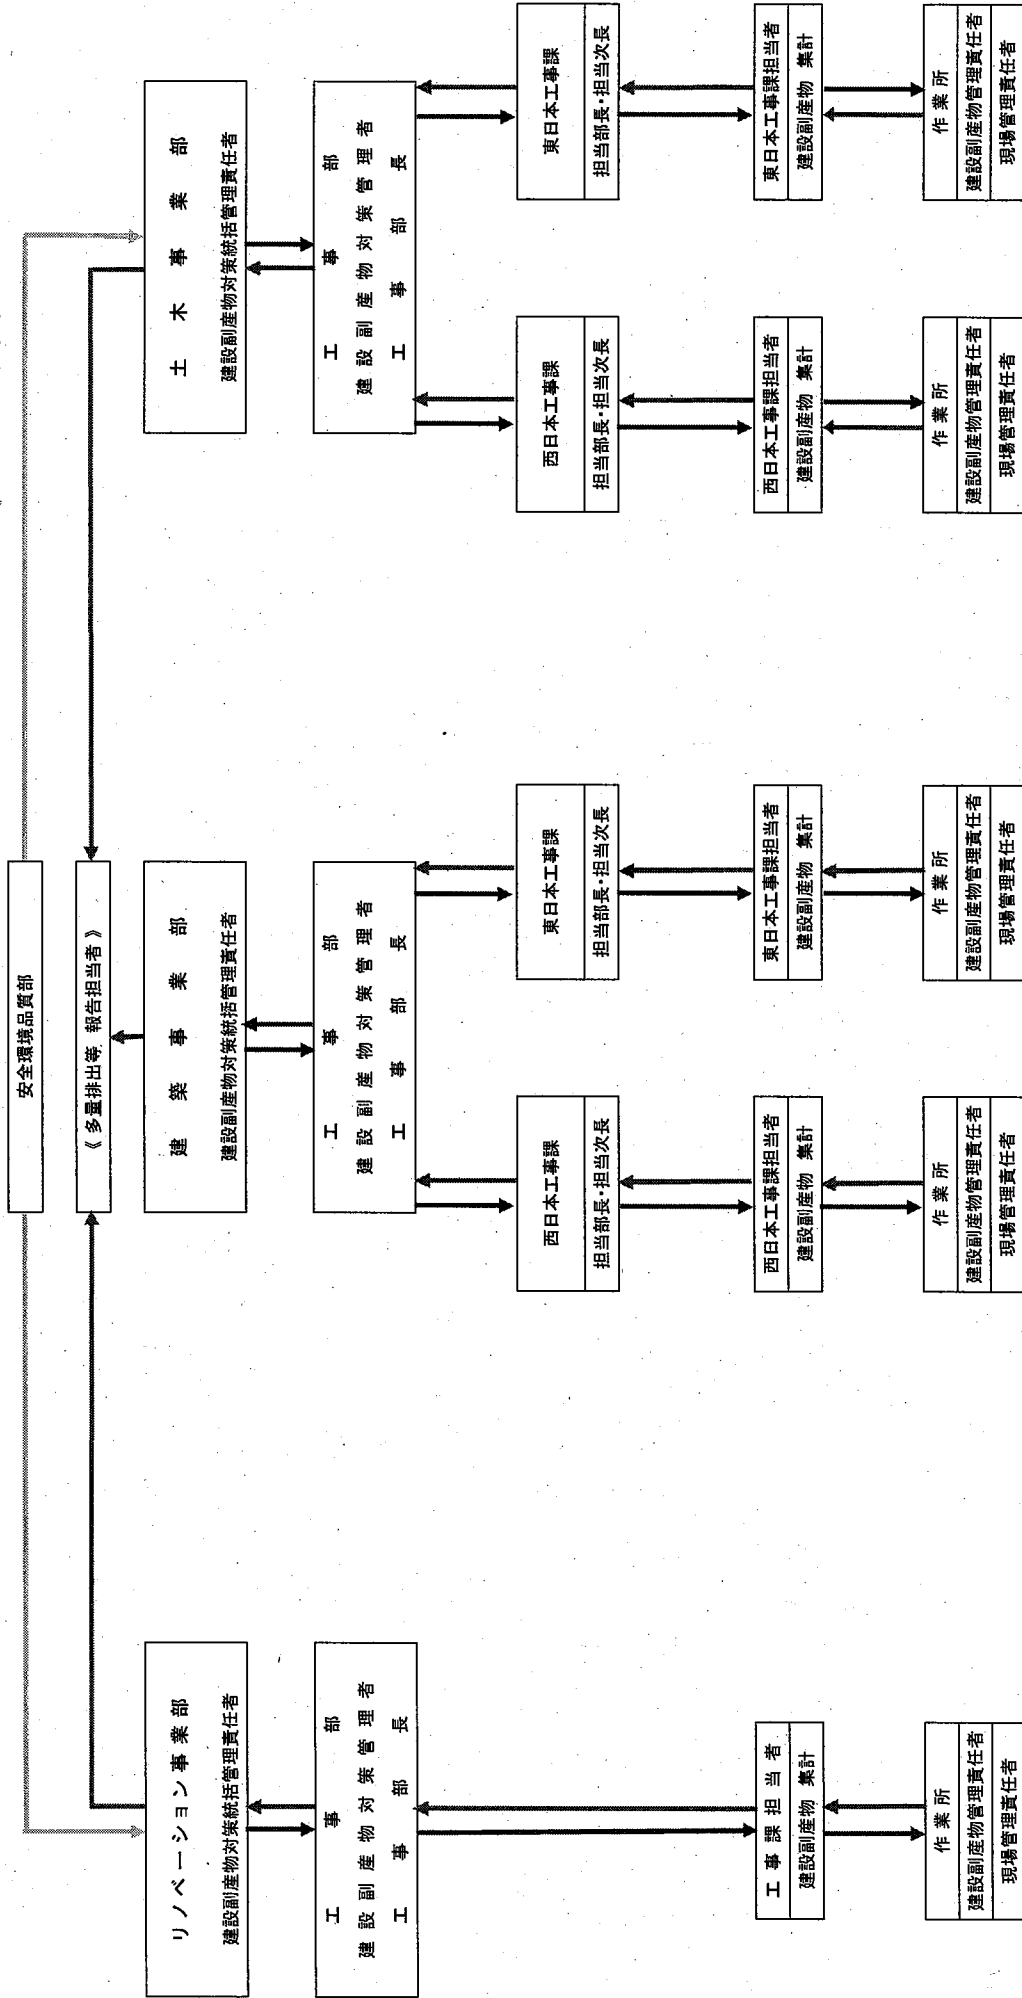 安全環境品質部
《多量排出等 報告担当者》
リノベーション事業部
建設副産物対策統括管理責任者
建築事業部
建設副産物対策統括管理責任者
土木事業部
建設副産物対策統括管理責任者
工事部
建設副産物対策管理者
工事部長
工事部
建設副産物対策管理者
工事部長
工事部
建設副産物対策管理者
工事部長
西日本工事課
担当部長・担当次長
東日本工事課
担当部長・担当次長
西日本工事課
担当部長・担当次長
東日本工事課
担当部長・担当次長
工事課担当者
建設副産物 集計
西日本工事課担当者
建設副産物 集計
東日本工事課担当者
建設副産物 集計
西日本工事課担当者
建設副産物 集計
東日本工事課担当者
建設副産物 集計
作業所
建設副産物管理責任者
現場管理責任者
作業所
建設副産物管理責任者
現場管理責任者
作業所
建設副産物管理責任者
現場管理責任者
作業所
建設副産物管理責任者
現場管理責任者
作業所
建設副産物管理責任者
現場管理責任者